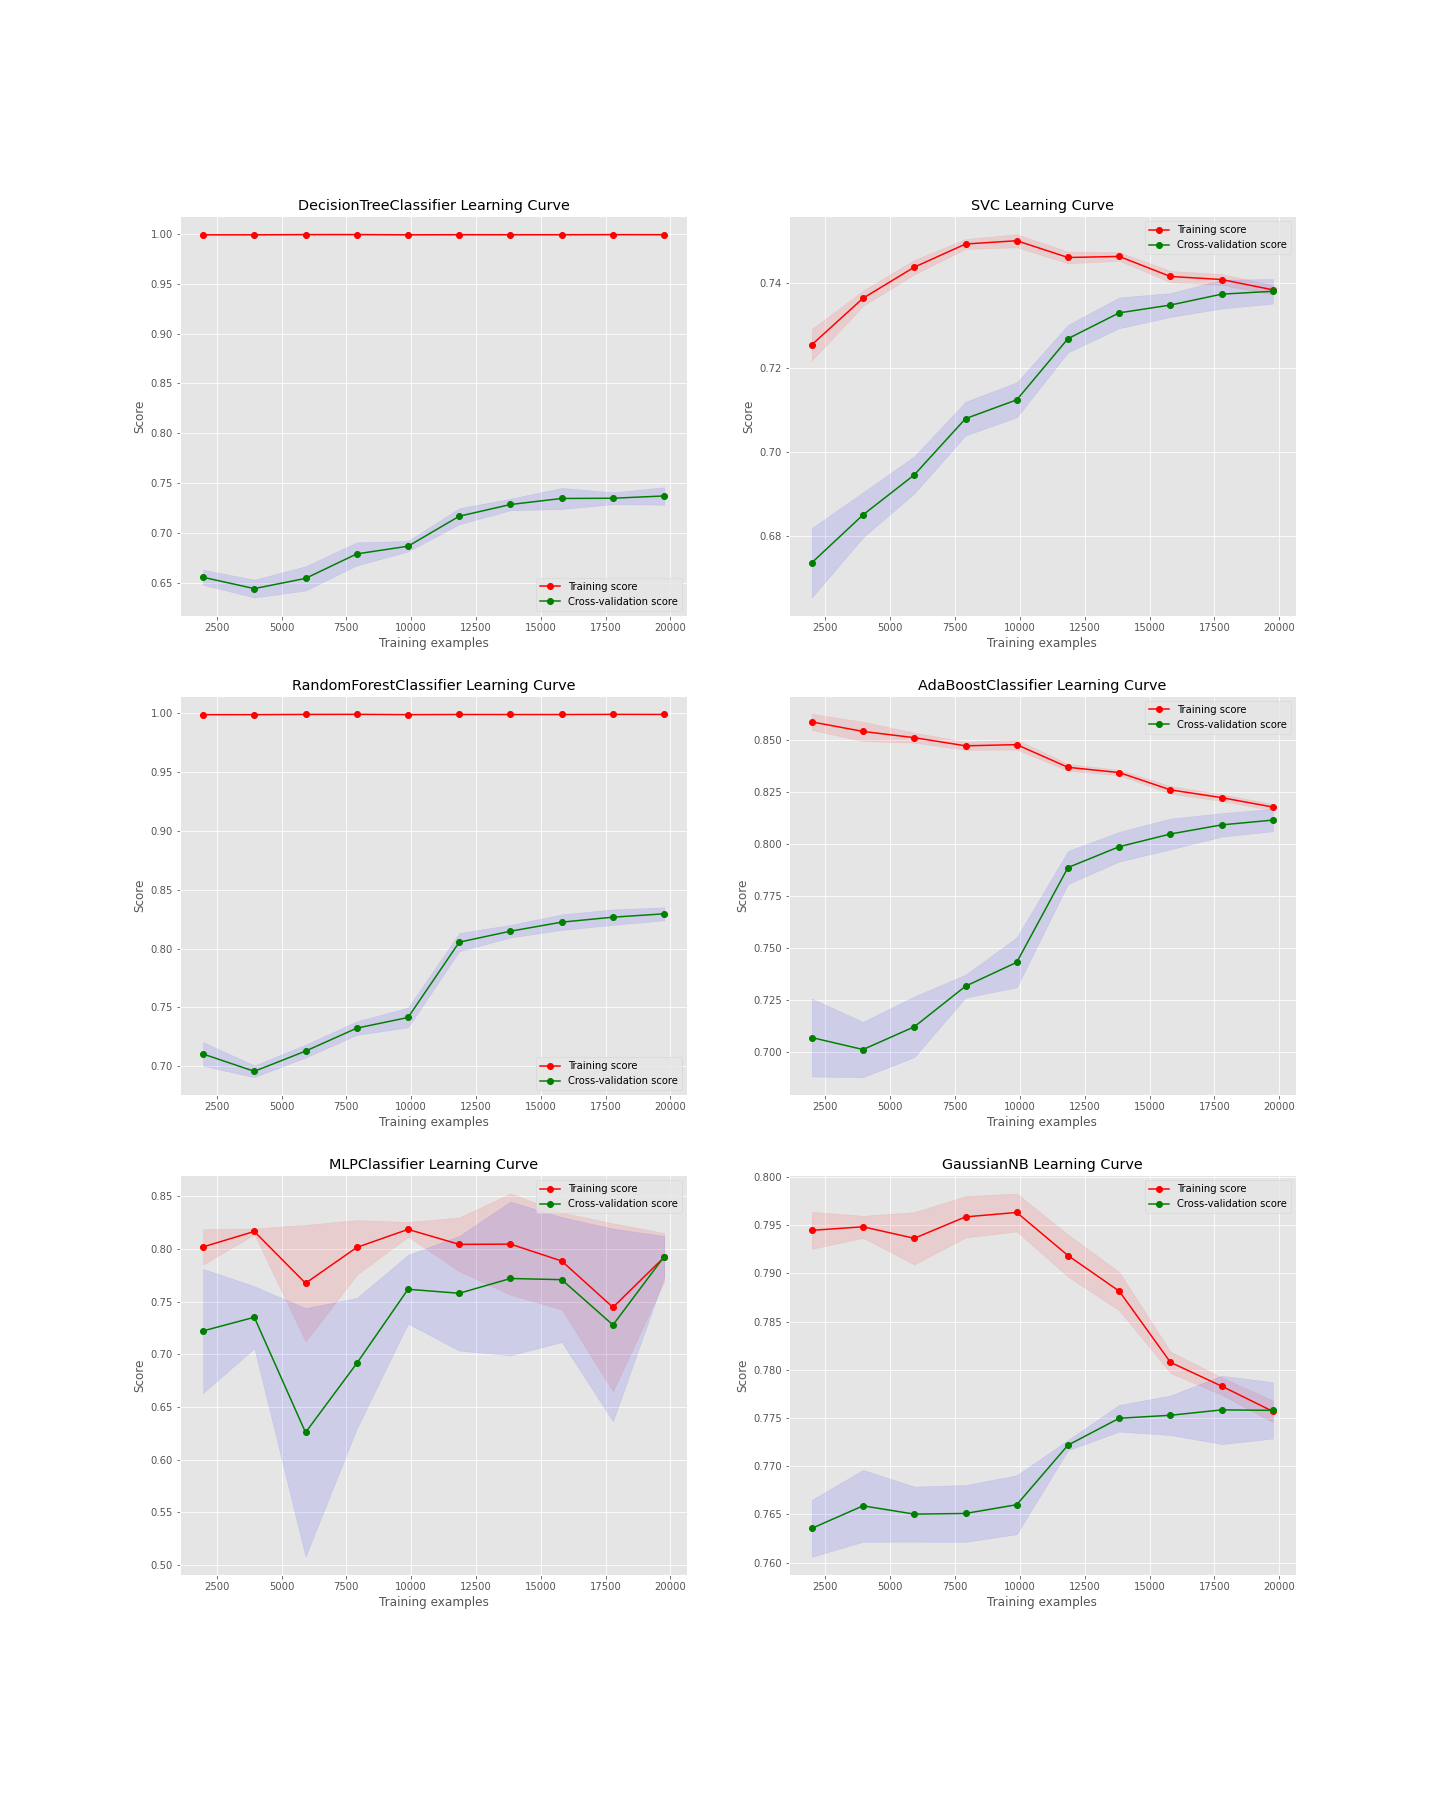 DecisionTreeClassifier Learning Curve
1.00
0.95
0.90
0.85
0.80
0.75
0.70
0.65
Score
Training score
Cross-validation score
2500 5000 7500 10000 12500 15000 17500 20000
Training examples
SVC Learning Curve
Training score
Cross-validation score
0.74
0.72
0.70
0.68
Score
2500 5000 7500 10000 12500 15000 17500 20000
Training examples
RandomForestClassifier Learning Curve
1.00
0.95
0.90
0.85
0.80
0.75
0.70
Score
Training score
Cross-validation score
2500 5000 7500 10000 12500 15000 17500 20000
Training examples
AdaBoostClassifier Learning Curve
Training score
Cross-validation score
0.850
0.825
0.800
0.775
0.750
0.725
0.700
Score
2500 5000 7500 10000 12500 15000 17500 20000
Training examples
MLPClassifier Learning Curve
Training score
Cross-validation score
0.85
0.80
0.75
0.70
0.65
0.60
0.55
0.50
Score
2500 5000 7500 10000 12500 15000 17500 20000
Training examples
GaussianNB Learning Curve
Training score
Cross-validation score
0.800
0.795
0.790
0.785
0.780
0.775
0.770
0.765
0.760
Score
2500 5000 7500 10000 12500 15000 17500 20000
Training examples